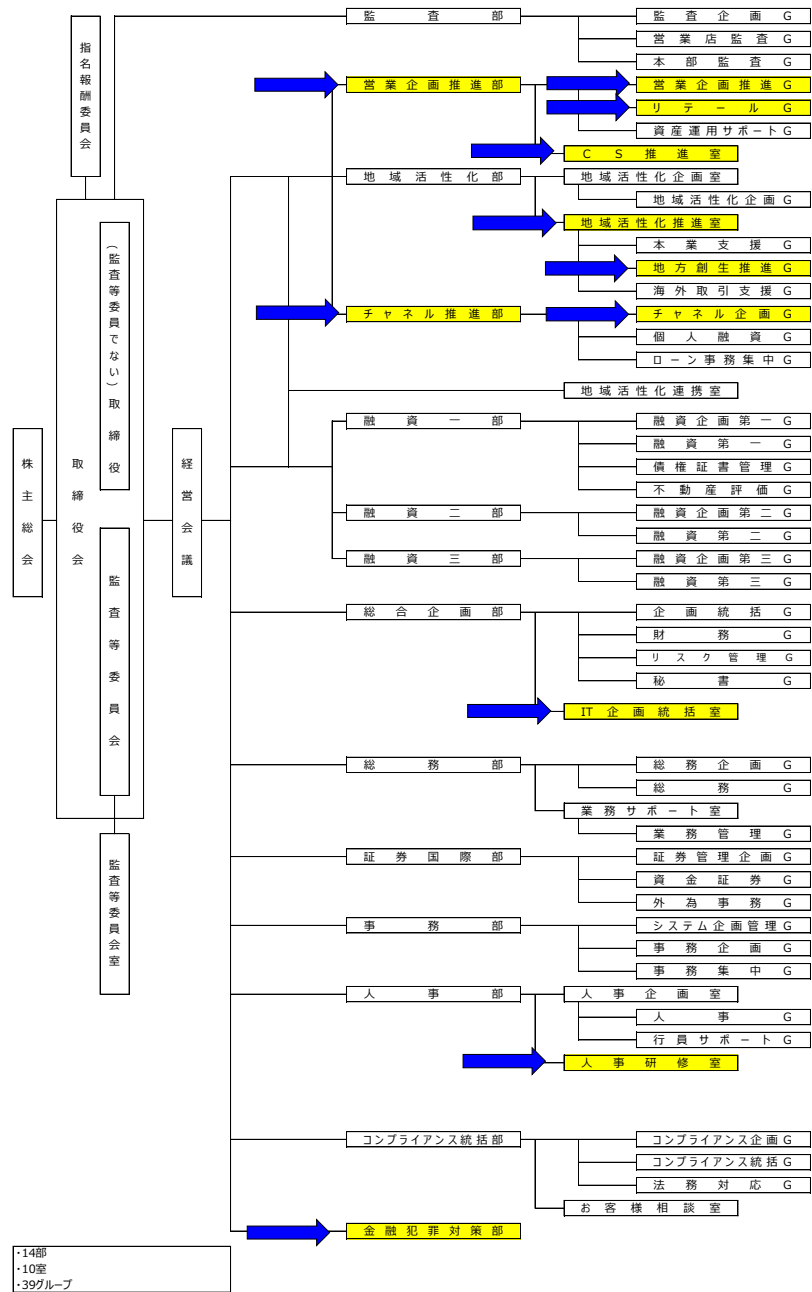 指名報酬委員会
(監査等委員でない)取締役
株主総会
取締役会
経営会議
監査等委員会
監査等委員会室
監査部
監査企画G
営業店監査G
本部監査G
営業企画推進部
営業企画推進G
リテールG
資産運用サポートG
CS推進室
地域活性化部
地域活性化企画室
地域活性化企画G
地域活性化推進室
本業支援G
地方創生推進G
海外取引支援G
チャネル推進部
チャネル企画G
個人融資G
ローン事務集中G
地域活性化連携室
融資一部
融資企画第一G
融資第一G
債権証書管理G
不動産評価G
融資二部
融資企画第二G
融資第二G
融資三部
融資企画第三G
融資第三G
総合企画部
企画統括G
財務G
リスク管理G
秘書G
IT企画統括室
総務部
総務企画G
総務G
業務サポート室
業務管理G
証券国際部
証券管理企画G
資金証券G
外為事務G
事務部
システム企画管理G
事務企画G
事務集中G
人事部
人事企画室
人事G
行員サポートG
人事研修室
コンプライアンス統括部
コンプライアンス企画G
コンプライアンス統括G
法務対応G
お客様相談室
金融犯罪対策部
・14部
・10室
・39グループ